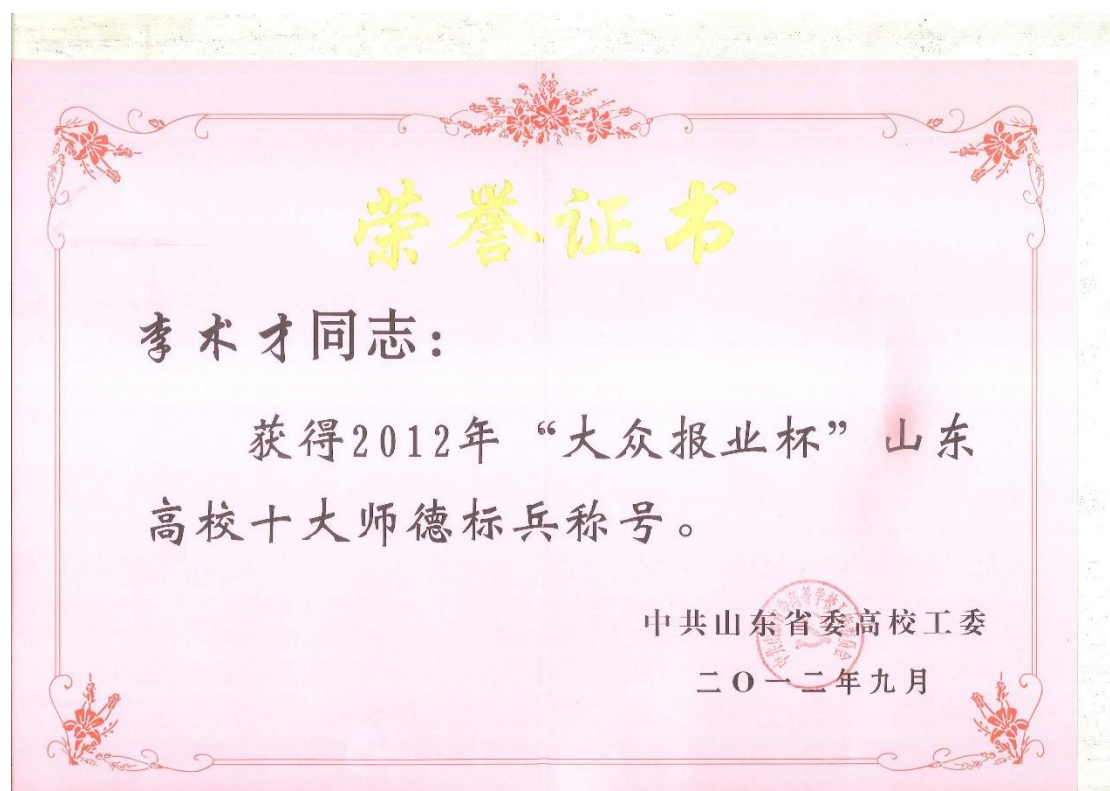 荣誉证书
李术才同志：
获得2012年“大众报业杯”山东
高校十大师德标兵称号。
中共山东省委高校工委
二〇一二年九月